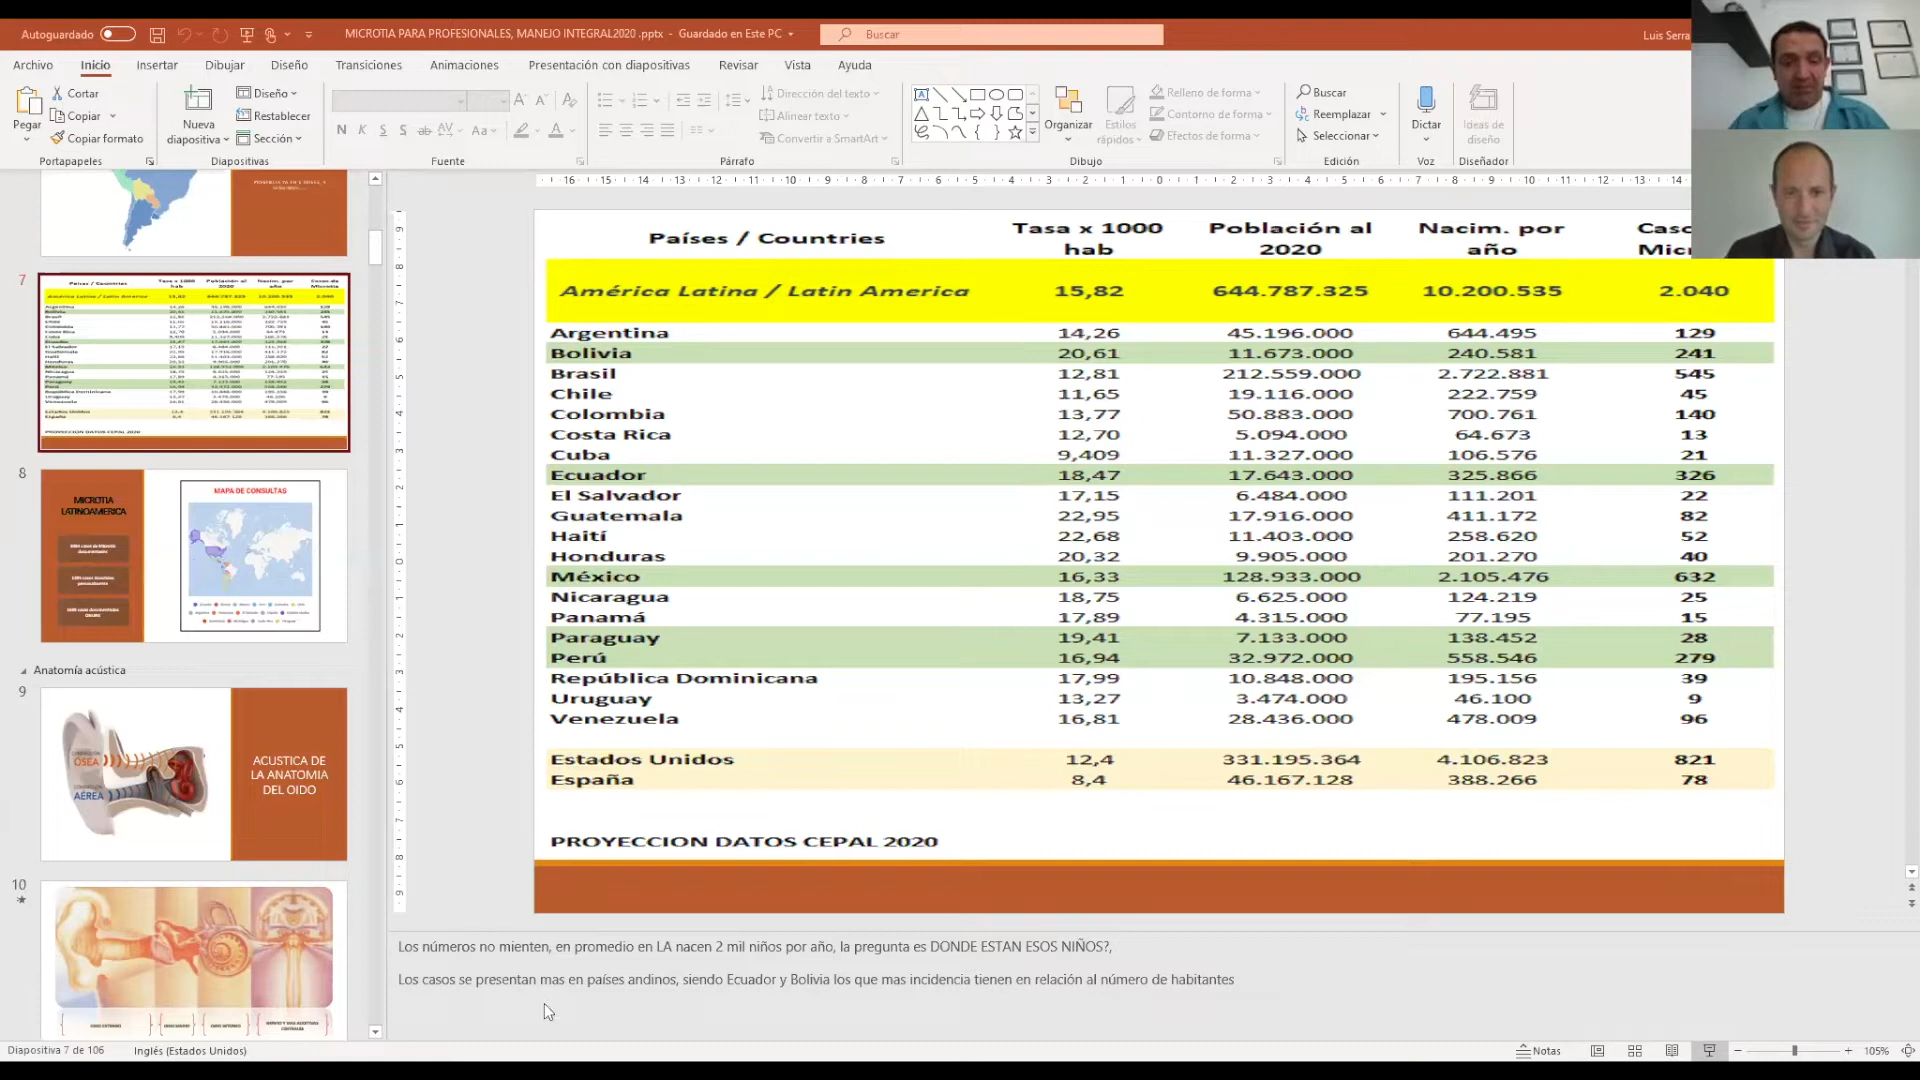 Autoguardado
MICROTIA PARA PROFESIONALES, MANEJO INTEGRAL2020 .pptx - Guardado en Este PC
Buscar
Luis Serra
Archivo Inicio Insertar Dibujar Diseño Transiciones Animaciones Presentación con diapositivas Revisar Vista Ayuda
Pegar
Cortar
Copiar
Copiar formato
Portapapeles
Nueva diapositiva
Diseño
Restablecer
Sección
Diapositivas
N K S S ab AV Aa A
Fuente
Dirección del texto
Alinear texto
Convertir a SmartArt
Párrafo
Organizar
Estilos rápidos
Relleno de forma
Contorno de forma
Efectos de forma
Dibujo
Buscar
Reemplazar
Seleccionar
Edición
Dictar
Voz
Ideas de diseño
Diseñador
7
8
MICROTIA
LATINOAMERICA
MAPA DE CONSULTAS
Anatomía acústica
9
OSEA
AÉREA
ACUSTICA DE
LA ANATOMIA
DEL OIDO
10
Países / Countries Tasa x 1000 hab Población al 2020 Nacim. por año
América Latina / Latin America 15,82 644.787.325 10.200.535 2.040
Argentina 14,26 45.196.000 644.495 129
Bolivia 20,61 11.673.000 240.581 241
Brasil 12,81 212.559.000 2.722.881 545
Chile 11,65 19.116.000 222.759 45
Colombia 13,77 50.883.000 700.761 140
Costa Rica 12,70 5.094.000 64.673 13
Cuba 9,409 11.327.000 106.576 21
Ecuador 18,47 17.643.000 325.866 326
El Salvador 17,15 6.484.000 111.201 22
Guatemala 22,95 17.916.000 411.172 82
Haití 22,68 11.403.000 258.620 52
Honduras 20,32 9.905.000 201.270 40
México 16,33 128.933.000 2.105.476 632
Nicaragua 18,75 6.625.000 124.219 25
Panamá 17,89 4.315.000 77.195 15
Paraguay 19,41 7.133.000 138.452 28
Perú 16,94 32.972.000 558.546 279
República Dominicana 17,99 10.848.000 195.156 39
Uruguay 13,27 3.474.000 46.100 9
Venezuela 16,81 28.436.000 478.009 96
Estados Unidos 12,4 331.195.364 4.106.823 821
España 8,4 46.167.128 388.266 78
PROYECCION DATOS CEPAL 2020
Los números no mienten, en promedio en LA nacen 2 mil niños por año, la pregunta es DONDE ESTAN ESOS NIÑOS?,
Los casos se presentan mas en países andinos, siendo Ecuador y Bolivia los que mas incidencia tienen en relación al número de habitantes
Diapositiva 7 de 106 Inglés (Estados Unidos) Notas 105%